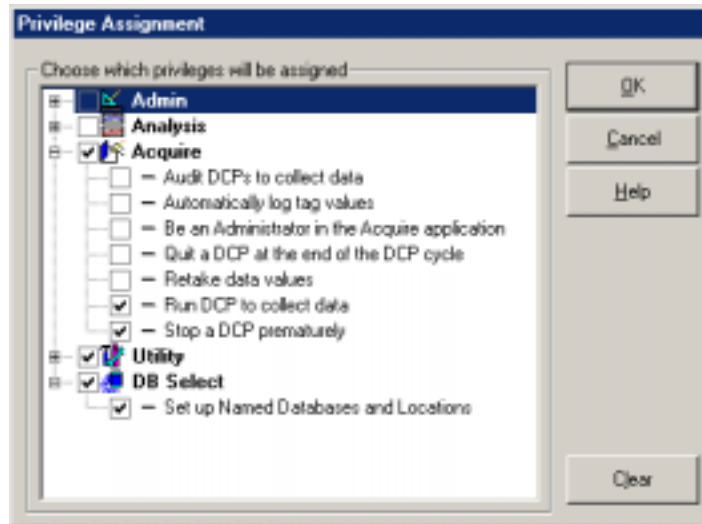 Privilege Assignment
Choose which privileges will be assigned
Admin
Analysis
Acquire
Audit DCPs to collect data
Automatically log tag values
Be an Administrator in the Acquire application
Quit a DCP at the end of the DCP cycle
Retake data values
Run DCP to collect data
Stop a DCP prematurely
Utility
DB Select
Set up Named Databases and Locations
OK
Cancel
Help
Clear